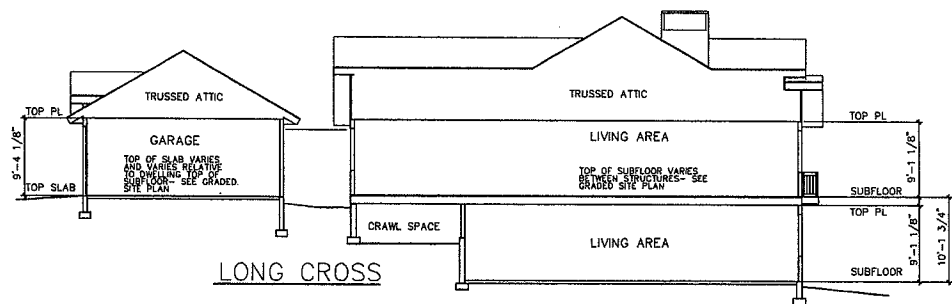 TRUSSED ATTIC
TOP PL
GARAGE
TOP OF SLAB VARIES
AND VARIES RELATIVE
TO DWELLING TOP OF
SUBFLOOR- SEE GRADED.
SITE PLAN
9'-4 1/8"
TOP SLAB
TRUSSED ATTIC
TOP PL
LIVING AREA
TOP OF SUBFLOOR VARIES
BETWEEN STRUCTURES- SEE
GRADED SITE PLAN
9'-1 1/8"
SUBFLOOR
TOP PL
CRAWL SPACE
LIVING AREA
9'-1 1/8"
10'-1 3/4"
SUBFLOOR
LONG CROSS